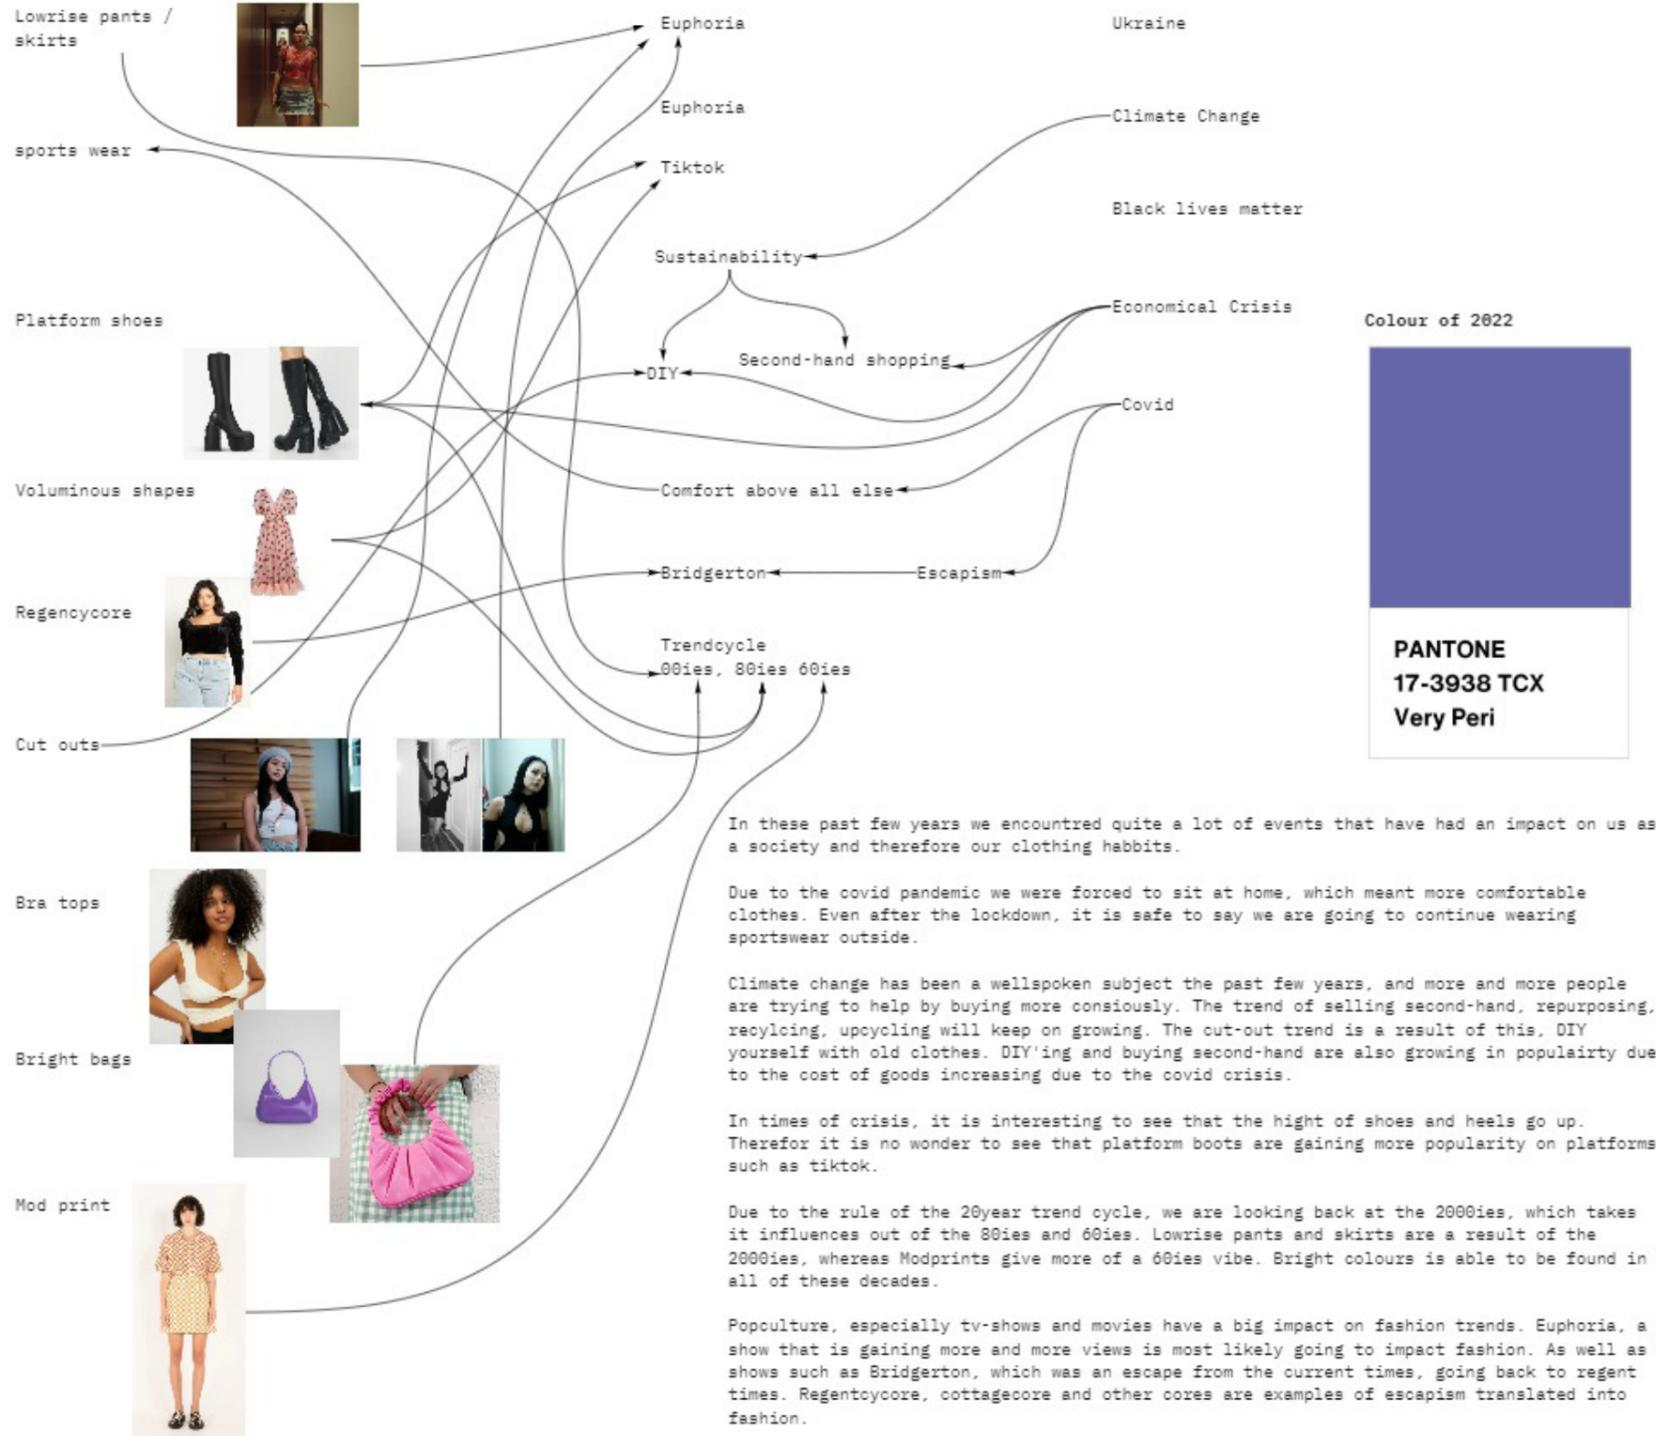 Lowrise pants /
skirts
sports wear
Platform shoes
Voluminous shapes
Regencycore
Cut outs
Bra tops
Bright bags
Mod print
Euphoria
Euphoria
Tiktok
Sustainability
DIY
Second-hand shopping
Comfort above all else
Bridgerton
Escapism
Trendcycle
00ies, 80ies 60ies
Ukraine
Climate Change
Black lives matter
Economical Crisis
Covid
Colour of 2022
PANTONE
17-3938 TCX
Very Peri
In these past few years we encountred quite a lot of events that have had an impact on us as
a society and therefore our clothing habbits.
Due to the covid pandemic we were forced to sit at home, which meant more comfortable
clothes. Even after the lockdown, it is safe to say we are going to continue wearing
sportswear outside.
Climate change has been a wellspoken subject the past few years, and more and more people
are trying to help by buying more consiously. The trend of selling second-hand, repurposing,
recylcing, upcycling will keep on growing. The cut-out trend is a result of this, DIY
yourself with old clothes. DIY'ing and buying second-hand are also growing in populairty due
to the cost of goods increasing due to the covid crisis.
In times of crisis, it is interesting to see that the hight of shoes and heels go up.
Therefor it is no wonder to see that platform boots are gaining more popularity on platforms
such as tiktok.
Due to the rule of the 20year trend cycle, we are looking back at the 2000ies, which takes
it influences out of the 80ies and 60ies. Lowrise pants and skirts are a result of the
2000ies, whereas Modprints give more of a 60ies vibe. Bright colours is able to be found in
all of these decades.
Popculture, especially tv-shows and movies have a big impact on fashion trends. Euphoria, a
show that is gaining more and more views is most likely going to impact fashion. As well as
shows such as Bridgerton, which was an escape from the current times, going back to regent
times. Regentcycore, cottagecore and other cores are examples of escapism translated into
fashion.